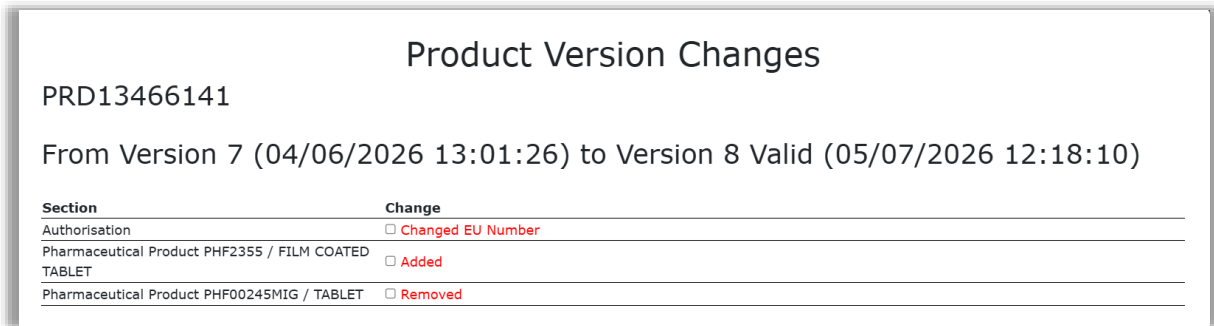 Product Version Changes
PRD13466141
From Version 7 (04/06/2026 13:01:26) to Version 8 Valid (05/07/2026 12:18:10)
Section Change
Authorisation Changed EU Number
Pharmaceutical Product PHF2355 / FILM COATED
TABLET
Added
Pharmaceutical Product PHF00245MIG / TABLET Removed